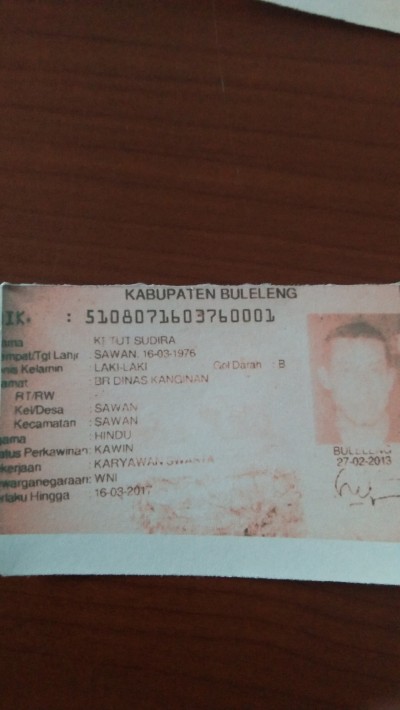 KABUPATEN BULELENG
IK. : 5108071603760001
ama : KETUT SUDIRA
empat/Tgl Lahir : SAWAN, 16-03-1976
enis Kelamin : LAKI-LAKI Gol Darah : B
amat : BR DINAS KANGINAN
RT/RW :
Kel/Desa : SAWAN
Kecamatan : SAWAN
gama : HINDU
atus Perkawinan: KAWIN
ekerjaan : KARYAWAN SWASTA
ewarganegaraan: WNI
erlaku Hingga : 16-03-2017
BULELENG
27-02-2013